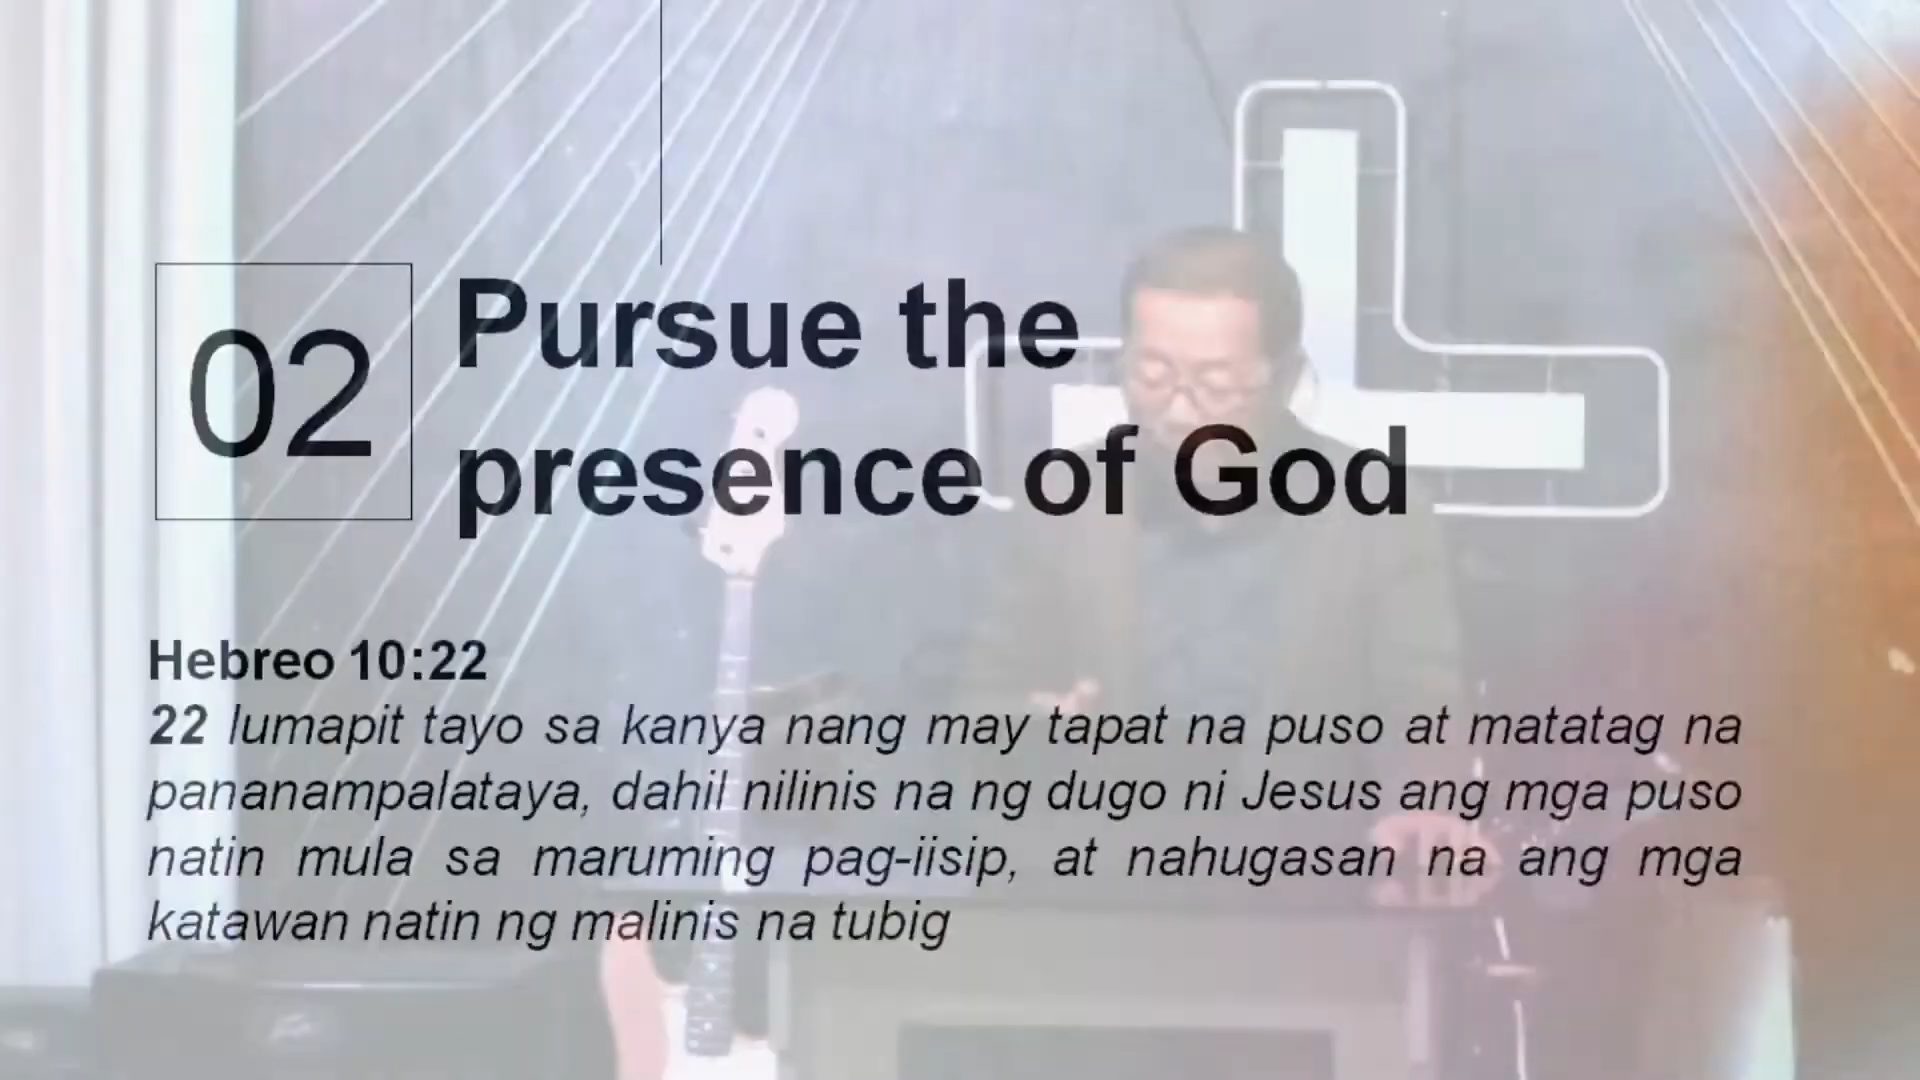 02
Pursue the
presence of God
Hebreo 10:22
22 lumapit tayo sa kanya nang may tapat na puso at matatag na
pananampalataya, dahil nilinis na ng dugo ni Jesus ang mga puso
natin mula sa maruming pag-iisip, at nahugasan na ang mga
katawan natin ng malinis na tubig